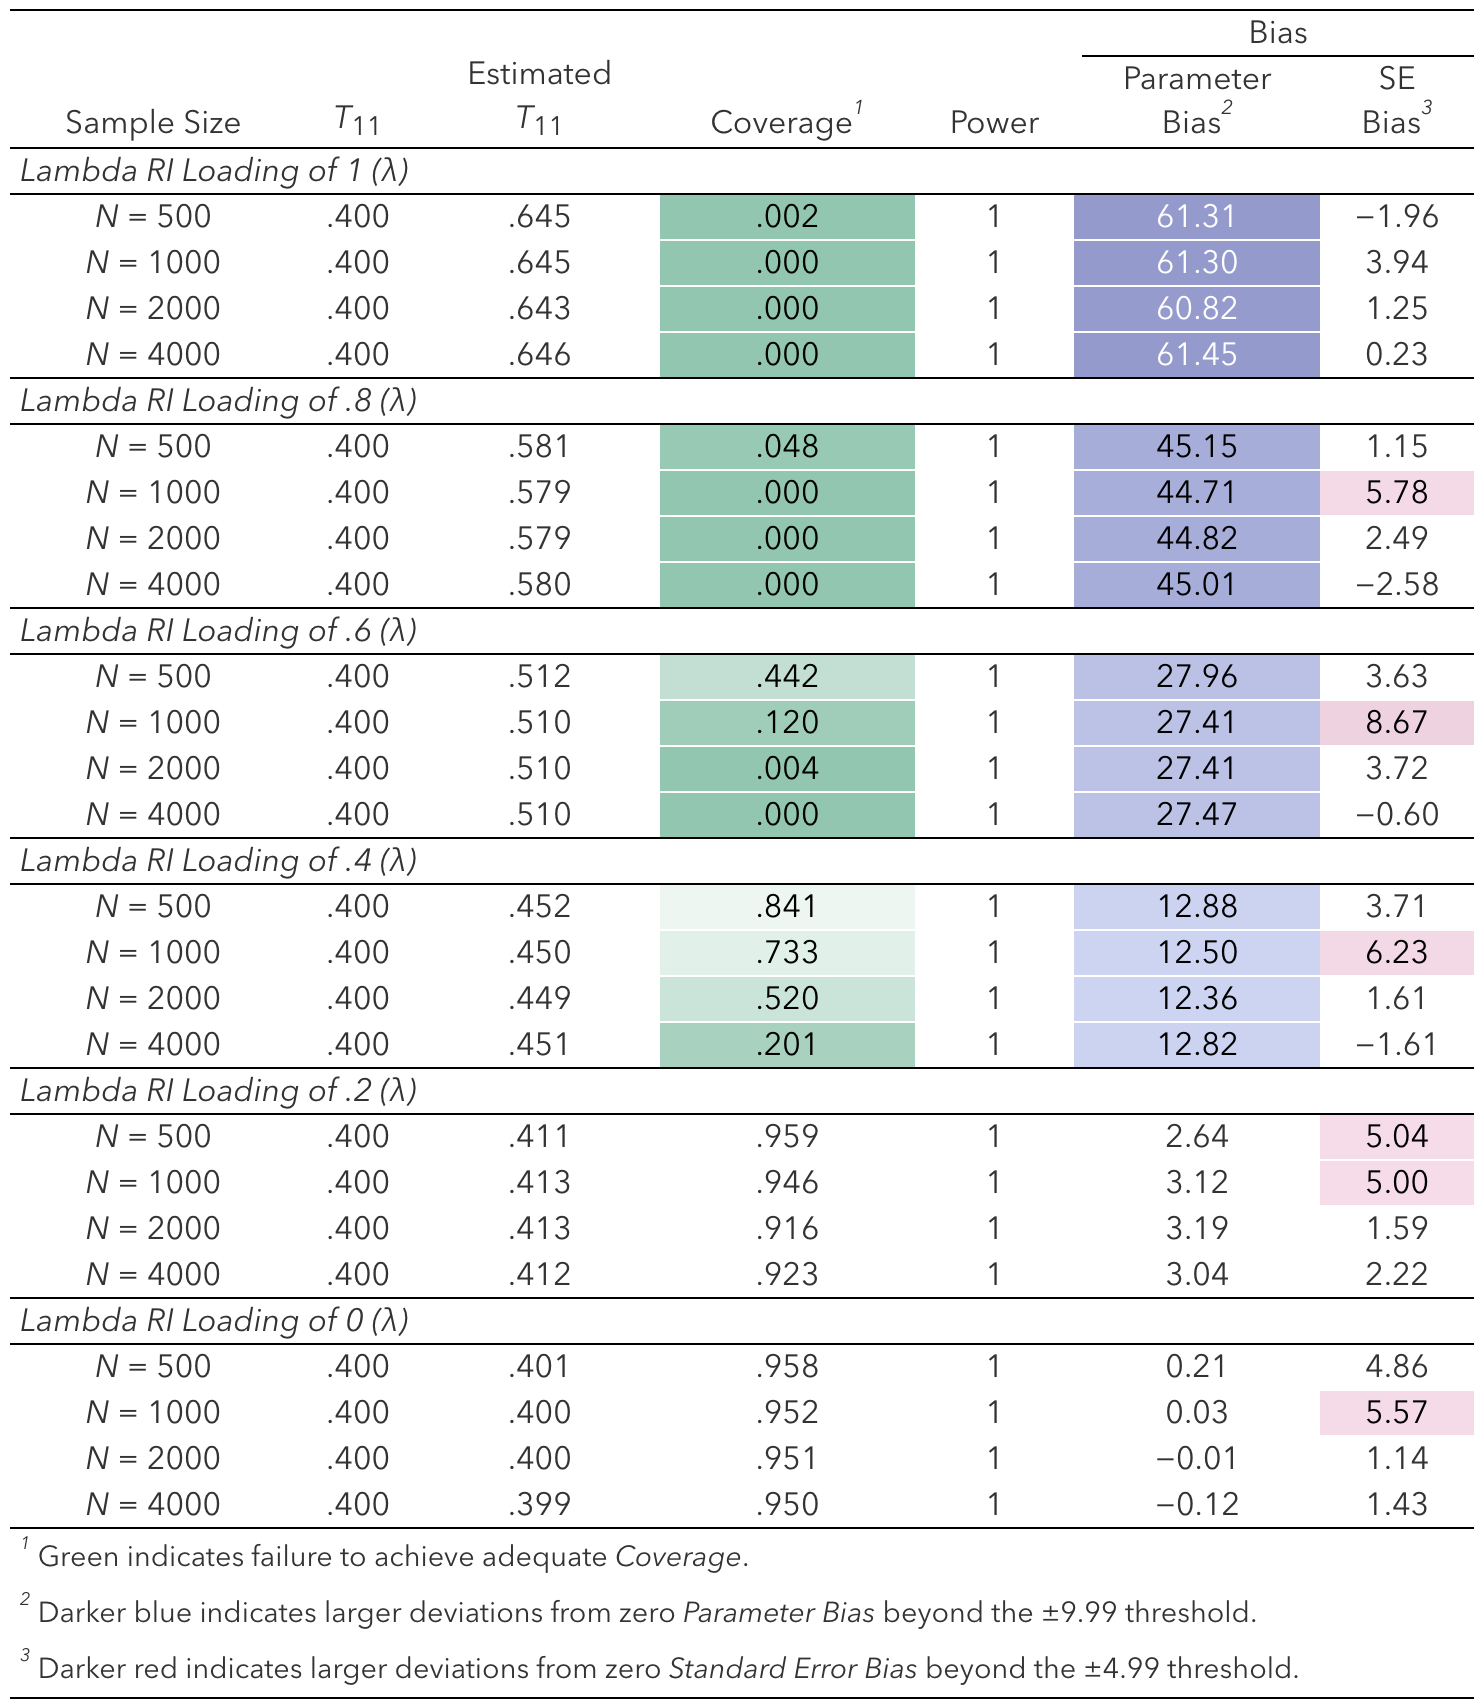 Bias
Estimated Parameter SE
Sample Size T11 T11 Coverage1 Power Bias2 Bias3
Lambda RI Loading of 1 (λ)
N = 500 .400 .645 .002 1 61.31 −1.96
N = 1000 .400 .645 .000 1 61.30 3.94
N = 2000 .400 .643 .000 1 60.82 1.25
N = 4000 .400 .646 .000 1 61.45 0.23
Lambda RI Loading of .8 (λ)
N = 500 .400 .581 .048 1 45.15 1.15
N = 1000 .400 .579 .000 1 44.71 5.78
N = 2000 .400 .579 .000 1 44.82 2.49
N = 4000 .400 .580 .000 1 45.01 −2.58
Lambda RI Loading of .6 (λ)
N = 500 .400 .512 .442 1 27.96 3.63
N = 1000 .400 .510 .120 1 27.41 8.67
N = 2000 .400 .510 .004 1 27.41 3.72
N = 4000 .400 .510 .000 1 27.47 −0.60
Lambda RI Loading of .4 (λ)
N = 500 .400 .452 .841 1 12.88 3.71
N = 1000 .400 .450 .733 1 12.50 6.23
N = 2000 .400 .449 .520 1 12.36 1.61
N = 4000 .400 .451 .201 1 12.82 −1.61
Lambda RI Loading of .2 (λ)
N = 500 .400 .411 .959 1 2.64 5.04
N = 1000 .400 .413 .946 1 3.12 5.00
N = 2000 .400 .413 .916 1 3.19 1.59
N = 4000 .400 .412 .923 1 3.04 2.22
Lambda RI Loading of 0 (λ)
N = 500 .400 .401 .958 1 0.21 4.86
N = 1000 .400 .400 .952 1 0.03 5.57
N = 2000 .400 .400 .951 1 −0.01 1.14
N = 4000 .400 .399 .950 1 −0.12 1.43
1 Green indicates failure to achieve adequate Coverage.
2 Darker blue indicates larger deviations from zero Parameter Bias beyond the ±9.99 threshold.
3 Darker red indicates larger deviations from zero Standard Error Bias beyond the ±4.99 threshold.